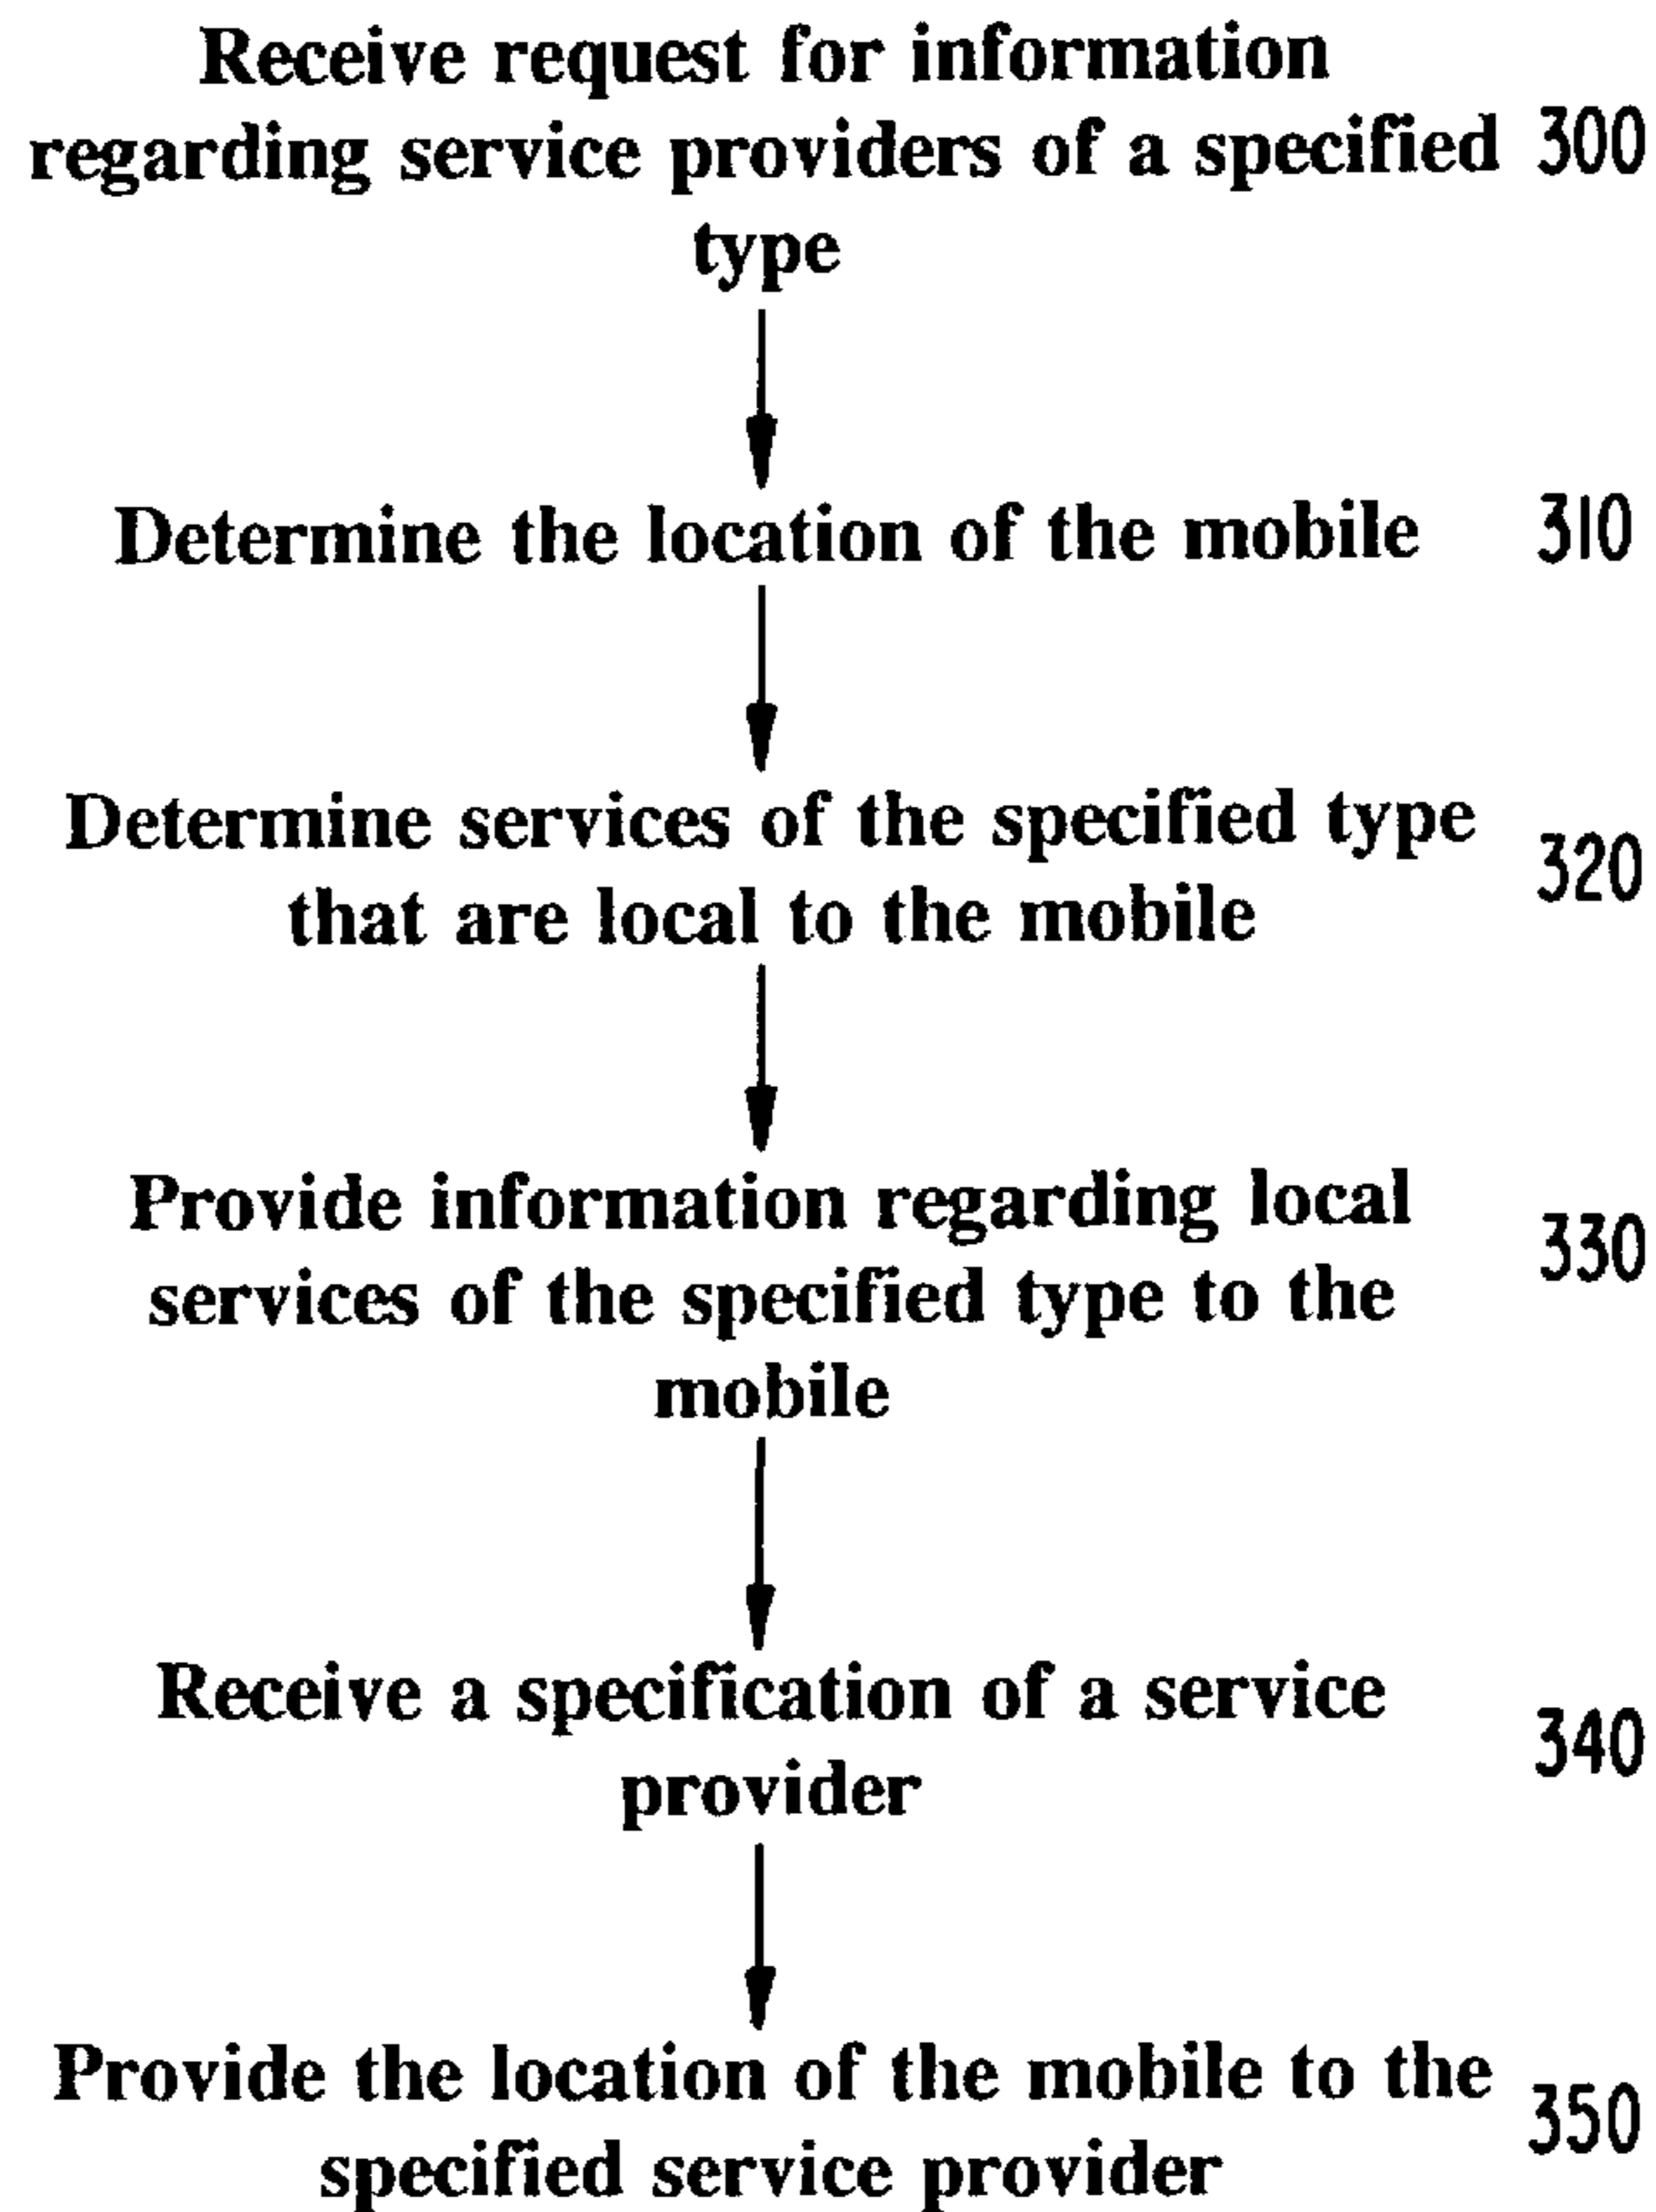 Receive request for information
regarding service providers of a specified 300
type
Determine the location of the mobile 310
Determine services of the specified type
that are local to the mobile
320
Provide information regarding local
services of the specified type to the
mobile
330
Receive a specification of a service
provider
340
Provide the location of the mobile to the
specified service provider
350